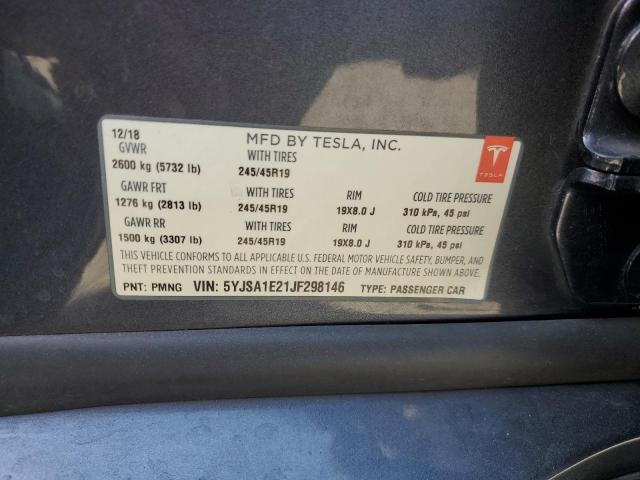 12/18 MFD BY TESLA, INC.
GVWR WITH TIRES
2600 kg (5732 lb) 245/45R19
TESLA
GAWR FRT WITH TIRES RIM COLD TIRE PRESSURE
1276 kg (2813 lb) 245/45R19 19X8.0 J 310 kPa, 45 psi
GAWR RR WITH TIRES RIM COLD TIRE PRESSURE
1500 kg (3307 lb) 245/45R19 19X8.0 J 310 kPa, 45 psi
THIS VEHICLE CONFORMS TO ALL APPLICABLE U.S. FEDERAL MOTOR VEHICLE SAFETY, BUMPER, AND
THEFT PREVENTION STANDARDS IN EFFECT ON THE DATE OF MANUFACTURE SHOWN ABOVE.
PNT: PMNG VIN: 5YJSA1E21JF298146 TYPE: PASSENGER CAR